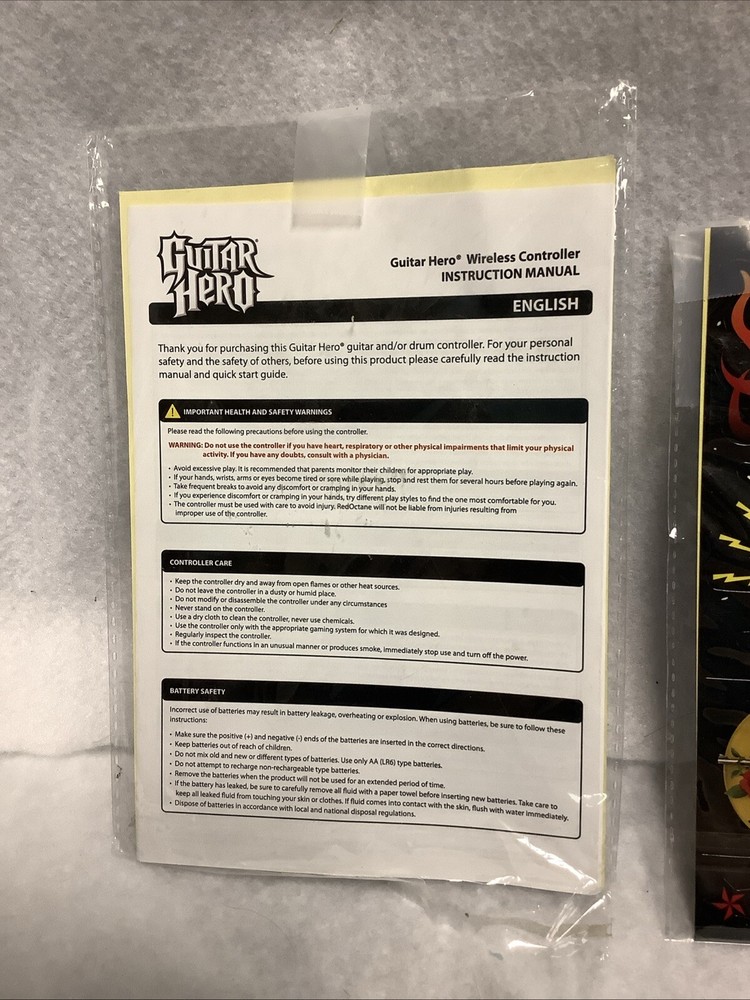 GUITAR HERO
Guitar Hero® Wireless Controller
INSTRUCTION MANUAL
ENGLISH
Thank you for purchasing this Guitar Hero® guitar and/or drum controller. For your personal
safety and the safety of others, before using this product please carefully read the instruction
manual and quick start guide.
IMPORTANT HEALTH AND SAFETY WARNINGS
Please read the following precautions before using the controller.
WARNING: Do not use the controller if you have heart, respiratory or other physical impairments that limit your physical
activity. If you have any doubts, consult with a physician.
• Avoid excessive play. It is recommended that parents monitor their children for appropriate play.
• If your hands, wrists, arms or eyes become tired or sore while playing, stop and rest them for several hours before playing again.
• Take frequent breaks to avoid any discomfort or cramping in your hands.
• If you experience discomfort or cramping in your hands, try different play styles to find the one most comfortable for you.
• The controller must be used with care to avoid injury. RedOctane will not be liable from injuries resulting from
improper use of the controller.
CONTROLLER CARE
• Keep the controller dry and away from open flames or other heat sources.
• Do not leave the controller in a dusty or humid place.
• Do not modify or disassemble the controller under any circumstances
• Never stand on the controller.
• Use a dry cloth to clean the controller, never use chemicals.
• Use the controller only with the appropriate gaming system for which it was designed.
• Regularly inspect the controller.
• If the controller functions in an unusual manner or produces smoke, immediately stop use and turn off the power.
BATTERY SAFETY
Incorrect use of batteries may result in battery leakage, overheating or explosion. When using batteries, be sure to follow these
instructions:
• Make sure the positive (+) and negative (-) ends of the batteries are inserted in the correct directions.
• Keep batteries out of reach of children.
• Do not mix old and new or different types of batteries. Use only AA (LR6) type batteries.
• Do not attempt to recharge non-rechargeable type batteries.
• Remove the batteries when the product will not be used for an extended period of time.
• If the battery has leaked, be sure to carefully remove all fluid with a paper towel before inserting new batteries. Take care to
keep all leaked fluid from touching your skin or clothes. If fluid comes into contact with the skin, flush with water immediately.
• Dispose of batteries in accordance with local and national disposal regulations.